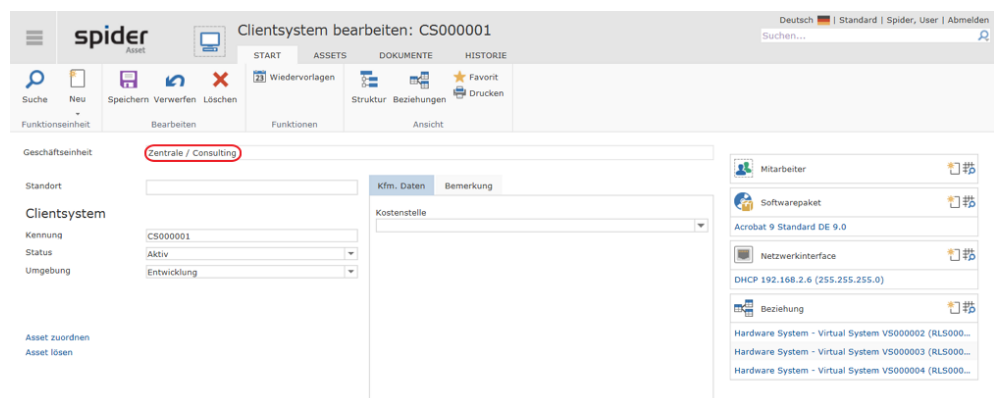 Deutsch | Standard | Spider, User | Abmelden
spider
Asset
Clientsystem bearbeiten: CS000001
Suchen...
START ASSETS DOKUMENTE HISTORIE
Suche Neu Speichern Verwerfen Löschen 23 Wiedervorlagen Struktur Beziehungen Favorit
Drucken
Funktionseinheit Bearbeiten Funktionen Ansicht
Geschäftseinheit Zentrale / Consulting
Standort
Clientsystem
Kennung CS000001
Status Aktiv
Umgebung Entwicklung
Asset zuordnen
Asset lösen
Kfm. Daten Bemerkung
Kostenstelle
Mitarbeiter
Softwarepaket
Acrobat 9 Standard DE 9.0
Netzwerkinterface
DHCP 192.168.2.6 (255.255.255.0)
Beziehung
Hardware System - Virtual System VS000002 (RLS000...
Hardware System - Virtual System VS000003 (RLS000...
Hardware System - Virtual System VS000004 (RLS000...